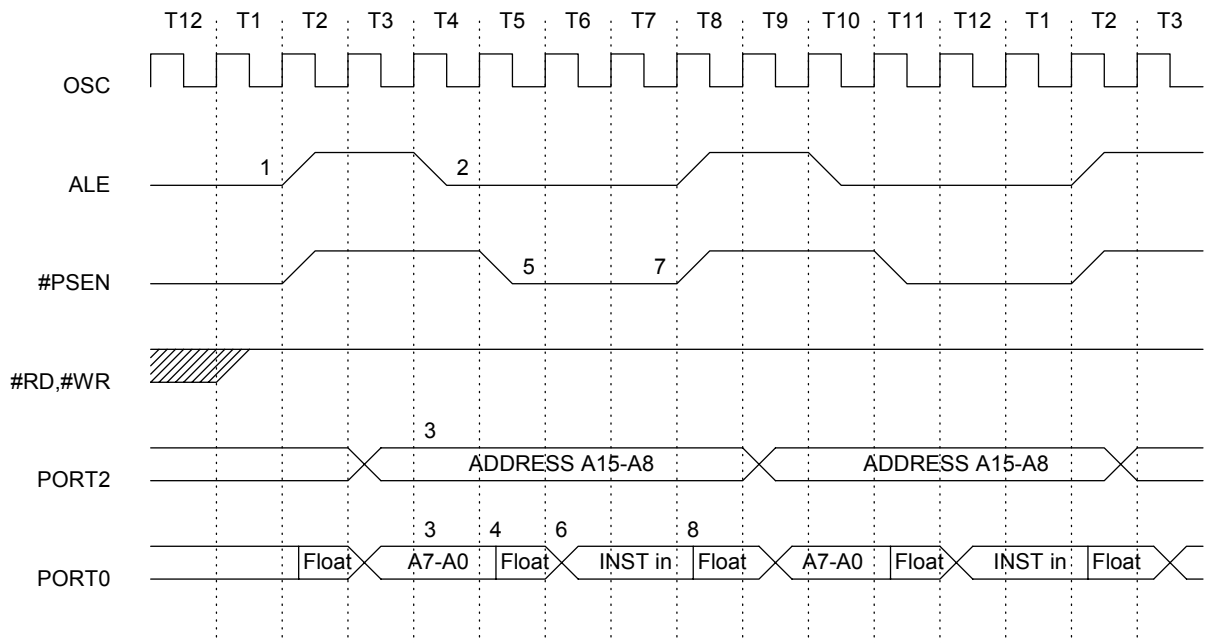 T12 T1 T2 T3 T4 T5 T6 T7 T8 T9 T10 T11 T12 T1 T2 T3
OSC
1 2
ALE
5 7
#PSEN
#RD,#WR
3
ADDRESS A15-A8 ADDRESS A15-A8
PORT2
3 4 6 8
Float A7-A0 Float INST in Float A7-A0 Float INST in Float
PORT0